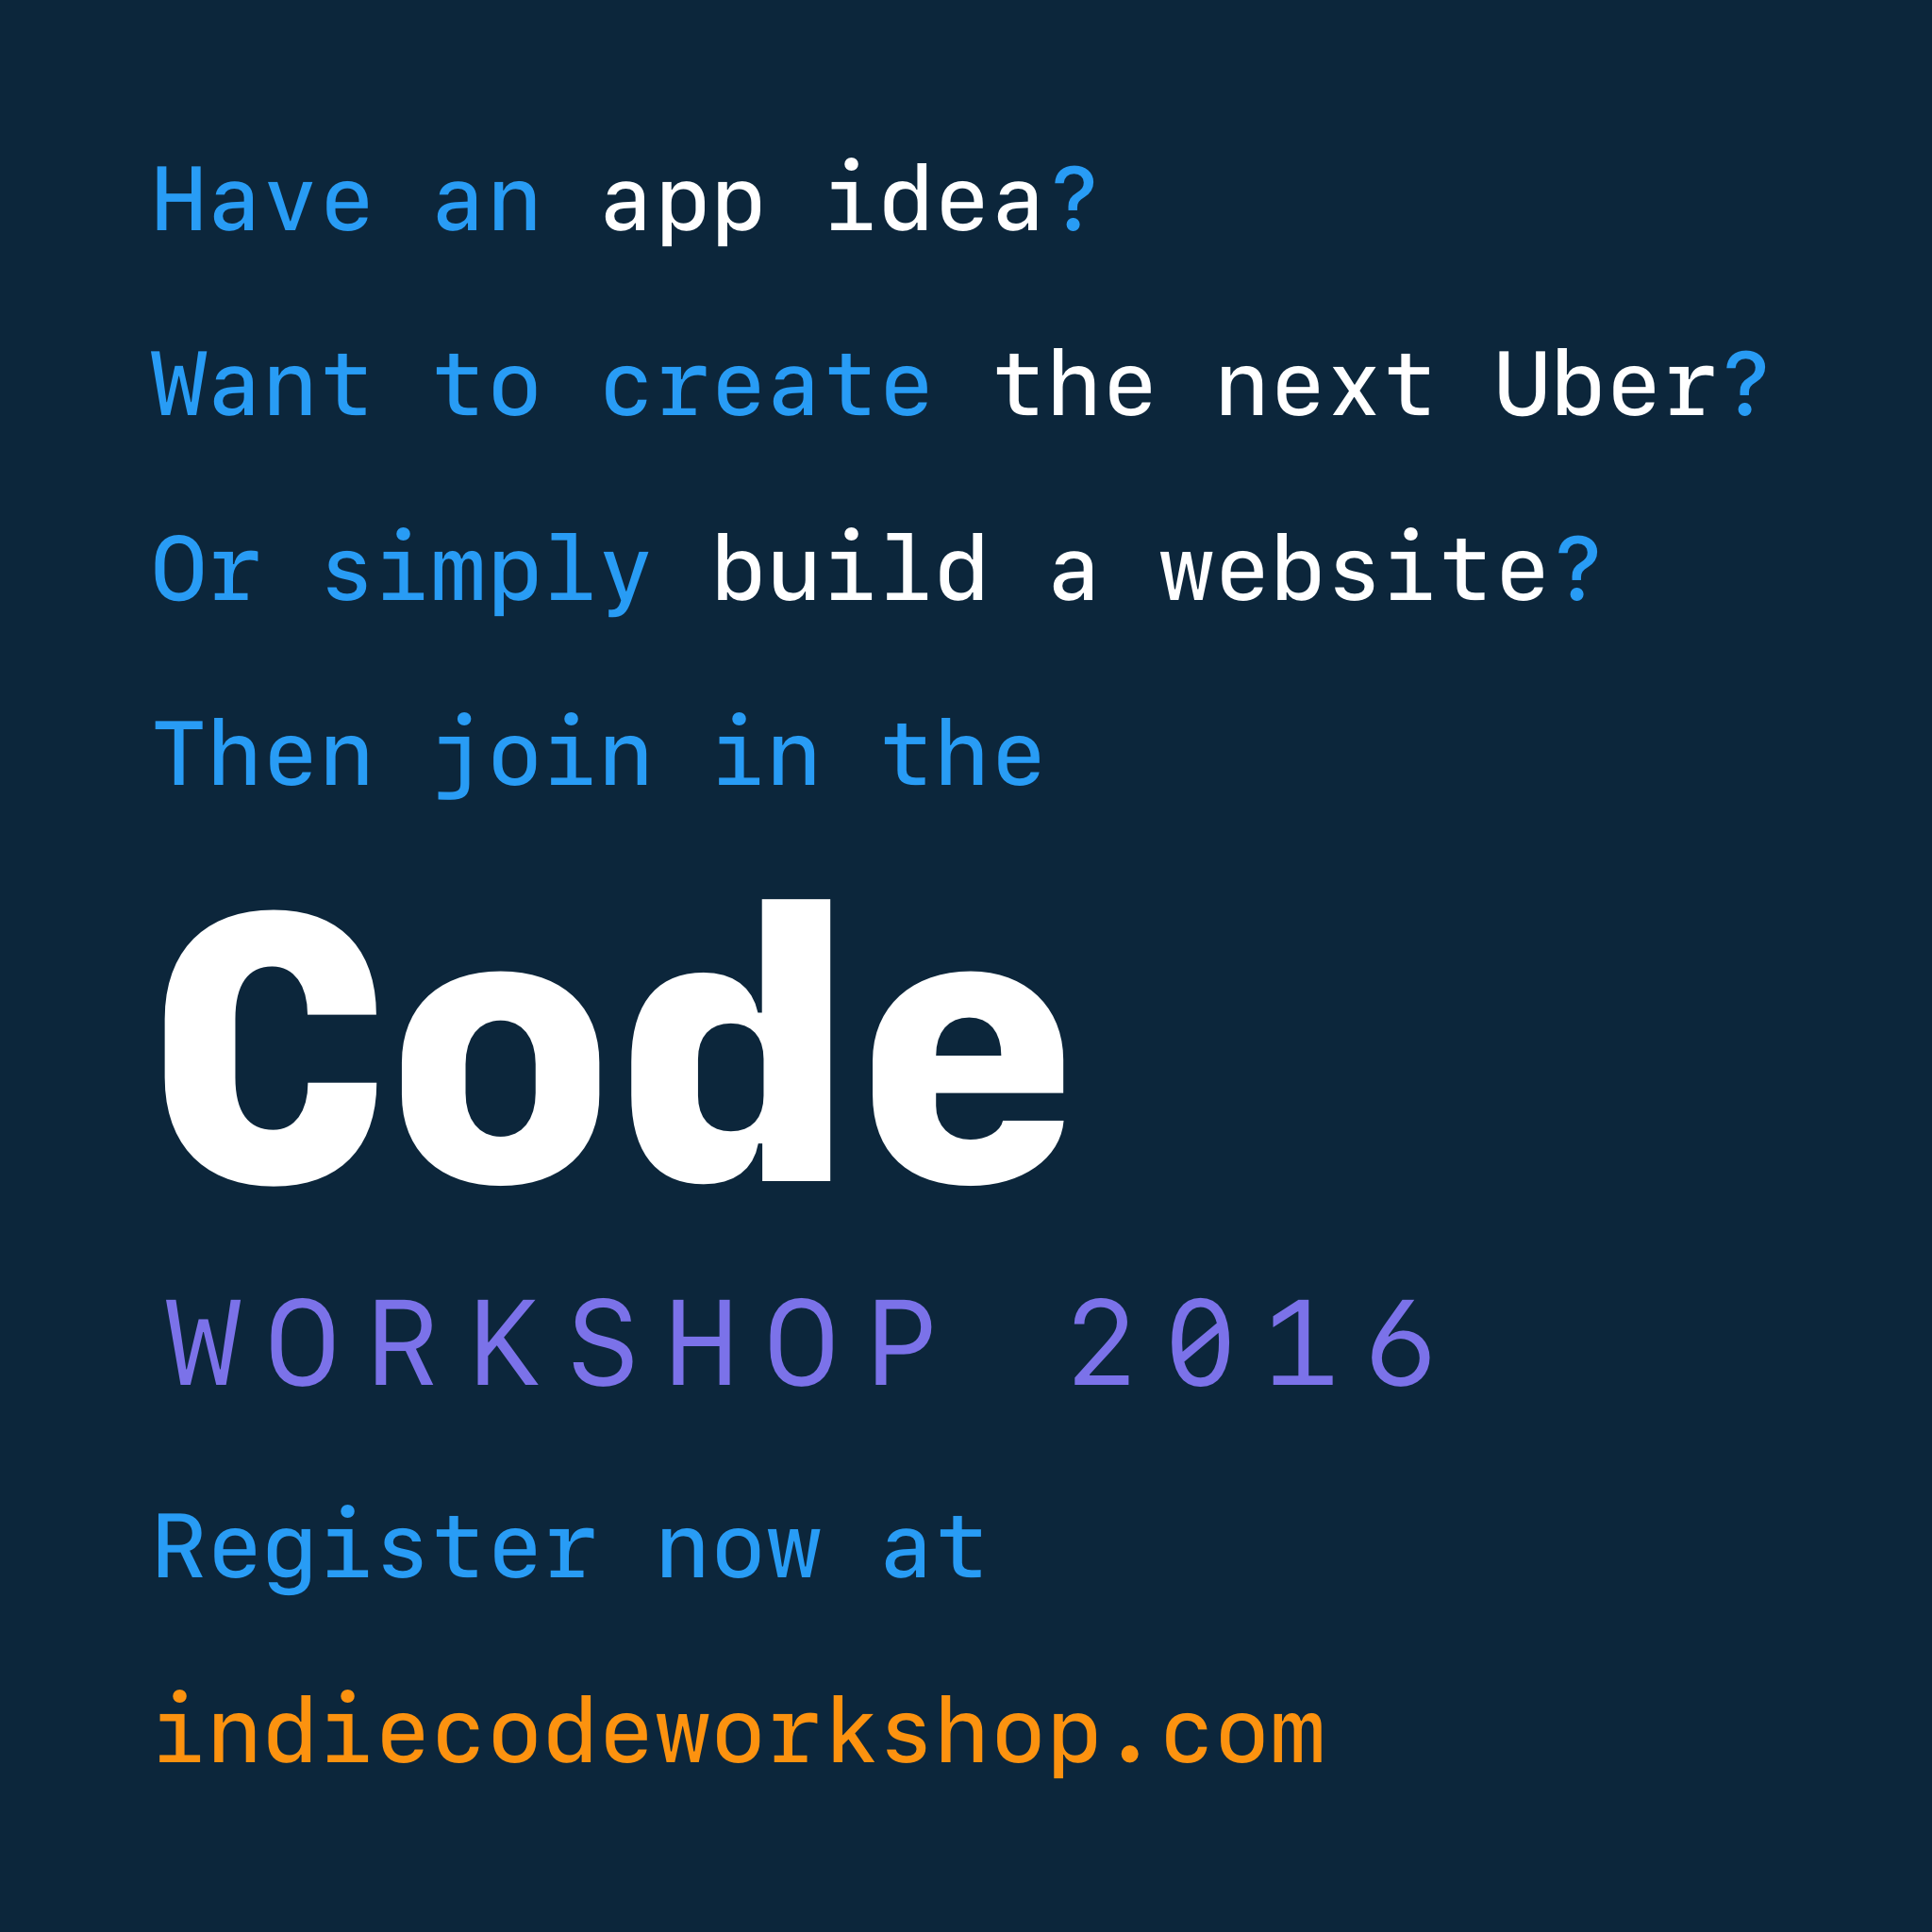 Have an app idea?
Want to create the next Uber?
Or simply build a website?
Then join in the
Code
WORKSHOP 2016
Register now at
indiecodeworkshop.com